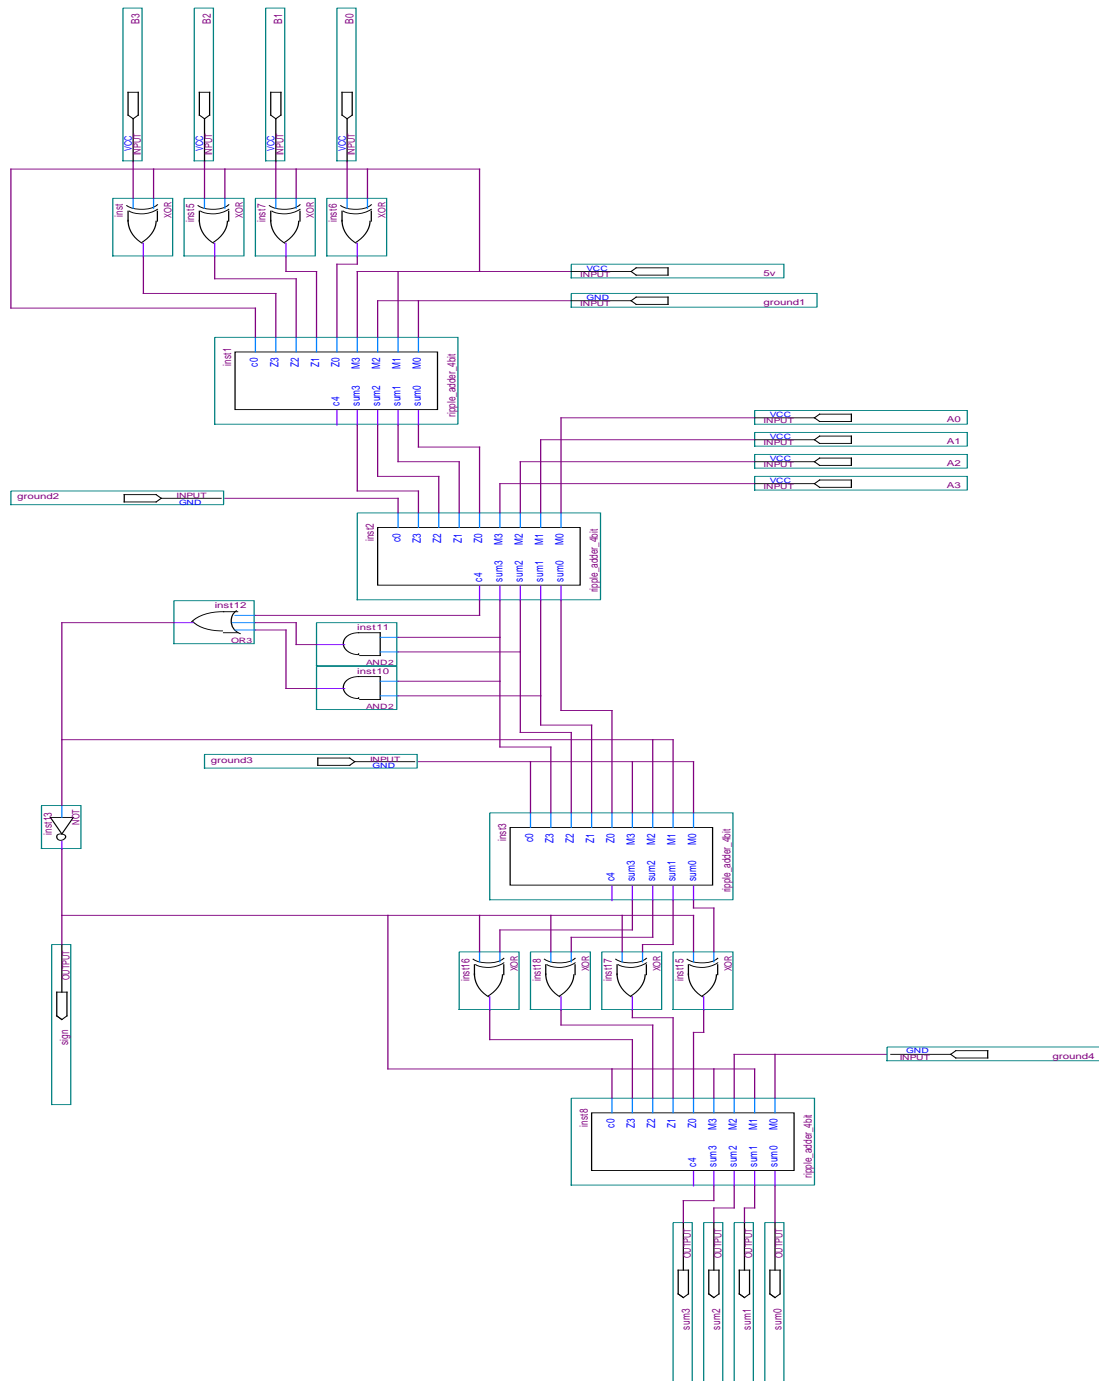 B3
B2
B1
B0
VCC
INPUT
VCC
INPUT
VCC
INPUT
VCC
INPUT
inst
XOR
inst5
XOR
inst7
XOR
inst6
XOR
VCC
INPUT
5v
GND
INPUT
ground1
inst1
c0
Z3
Z2
Z1
Z0
M3
M2
M1
M0
c4
sum3
sum2
sum1
sum0
ripple_adder_4bit
VCC
INPUT
A0
VCC
INPUT
A1
VCC
INPUT
A2
VCC
INPUT
A3
ground2
INPUT
GND
inst2
c0
Z3
Z2
Z1
Z0
M3
M2
M1
M0
c4
sum3
sum2
sum1
sum0
ripple_adder_4bit
inst12
OR3
inst11
AND2
inst10
AND2
ground3
INPUT
GND
inst13
NOT
inst3
c0
Z3
Z2
Z1
Z0
M3
M2
M1
M0
c4
sum3
sum2
sum1
sum0
ripple_adder_4bit
OUTPUT
sign
inst16
XOR
inst18
XOR
inst17
XOR
inst15
XOR
GND
INPUT
ground4
inst8
c0
Z3
Z2
Z1
Z0
M3
M2
M1
M0
c4
sum3
sum2
sum1
sum0
ripple_adder_4bit
OUTPUT
sum3
OUTPUT
sum2
OUTPUT
sum1
OUTPUT
sum0